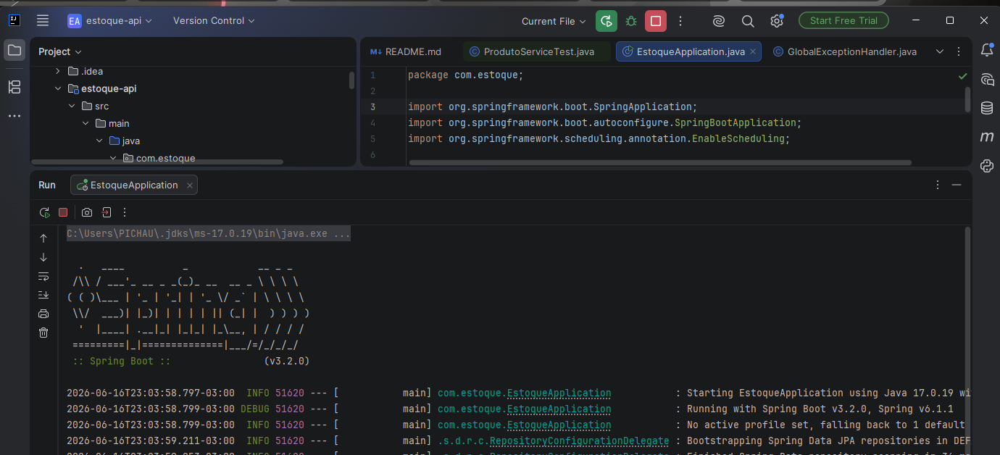 EA estoque-api Version Control Current File Start Free Trial
Project
.idea
estoque-api
src
main
java
com.estoque
M↓ README.md ProdutoServiceTest.java EstoqueApplication.java GlobalExceptionHandler.java
1 package com.estoque;
2
3 import org.springframework.boot.SpringApplication;
4 import org.springframework.boot.autoconfigure.SpringBootApplication;
5 import org.springframework.scheduling.annotation.EnableScheduling;
6
Run EstoqueApplication
C:\Users\PICHAU\.jdks\ms-17.0.19\bin\java.exe ...
  .   ____          _            __ _ _
 /\\ / ___'_ __ _ _(_)_ __  __ _ \ \ \ \
( ( )\___ | '_ | '_| | '_ \/ _` | \ \ \ \
 \\/  ___)| |_)| | | | | || (_| |  ) ) ) )
  '  |____| .__|_| |_|_| |_\__, | / / / /
 =========|_|==============|___/=/_/_/_/
 :: Spring Boot ::                (v3.2.0)
2026-06-16T23:03:58.797-03:00  INFO 51620 --- [           main] com.estoque.EstoqueApplication           : Starting EstoqueApplication using Java 17.0.19 wi
2026-06-16T23:03:58.799-03:00 DEBUG 51620 --- [           main] com.estoque.EstoqueApplication           : Running with Spring Boot v3.2.0, Spring v6.1.1
2026-06-16T23:03:58.799-03:00  INFO 51620 --- [           main] com.estoque.EstoqueApplication           : No active profile set, falling back to 1 default
2026-06-16T23:03:59.211-03:00  INFO 51620 --- [           main] .s.d.r.c.RepositoryConfigurationDelegate : Bootstrapping Spring Data JPA repositories in DEF